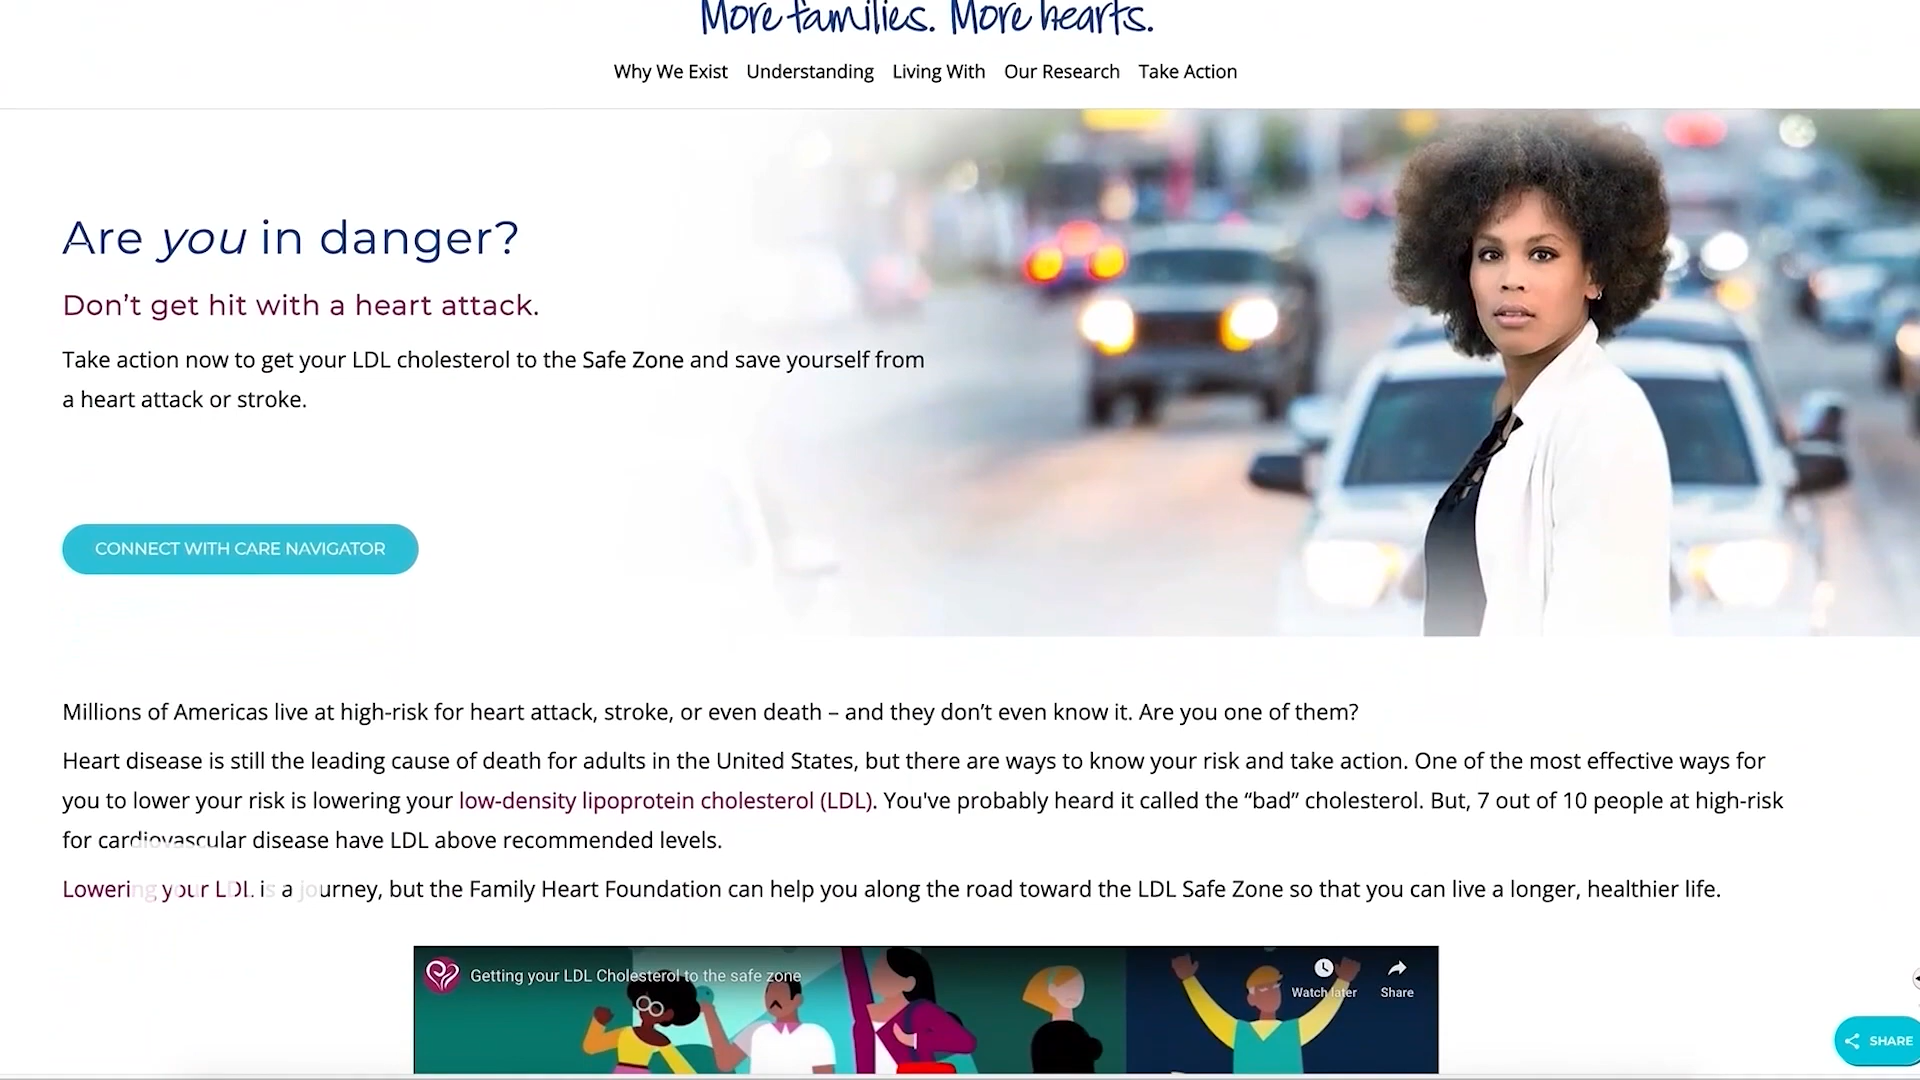 More families. More hearts.
Why We Exist Understanding Living With Our Research Take Action
Are you in danger?
Don't get hit with a heart attack.
Take action now to get your LDL cholesterol to the Safe Zone and save yourself from
a heart attack or stroke.
CONNECT WITH CARE NAVIGATOR
Millions of Americas live at high-risk for heart attack, stroke, or even death – and they don't even know it. Are you one of them?
Heart disease is still the leading cause of death for adults in the United States, but there are ways to know your risk and take action. One of the most effective ways for
you to lower your risk is lowering your low-density lipoprotein cholesterol (LDL). You've probably heard it called the “bad” cholesterol. But, 7 out of 10 people at high-risk
for cardiovascular disease have LDL above recommended levels.
Lowering your LDL is a journey, but the Family Heart Foundation can help you along the road toward the LDL Safe Zone so that you can live a longer, healthier life.
Getting your LDL Cholesterol to the safe zone
Watch later Share
SHARE